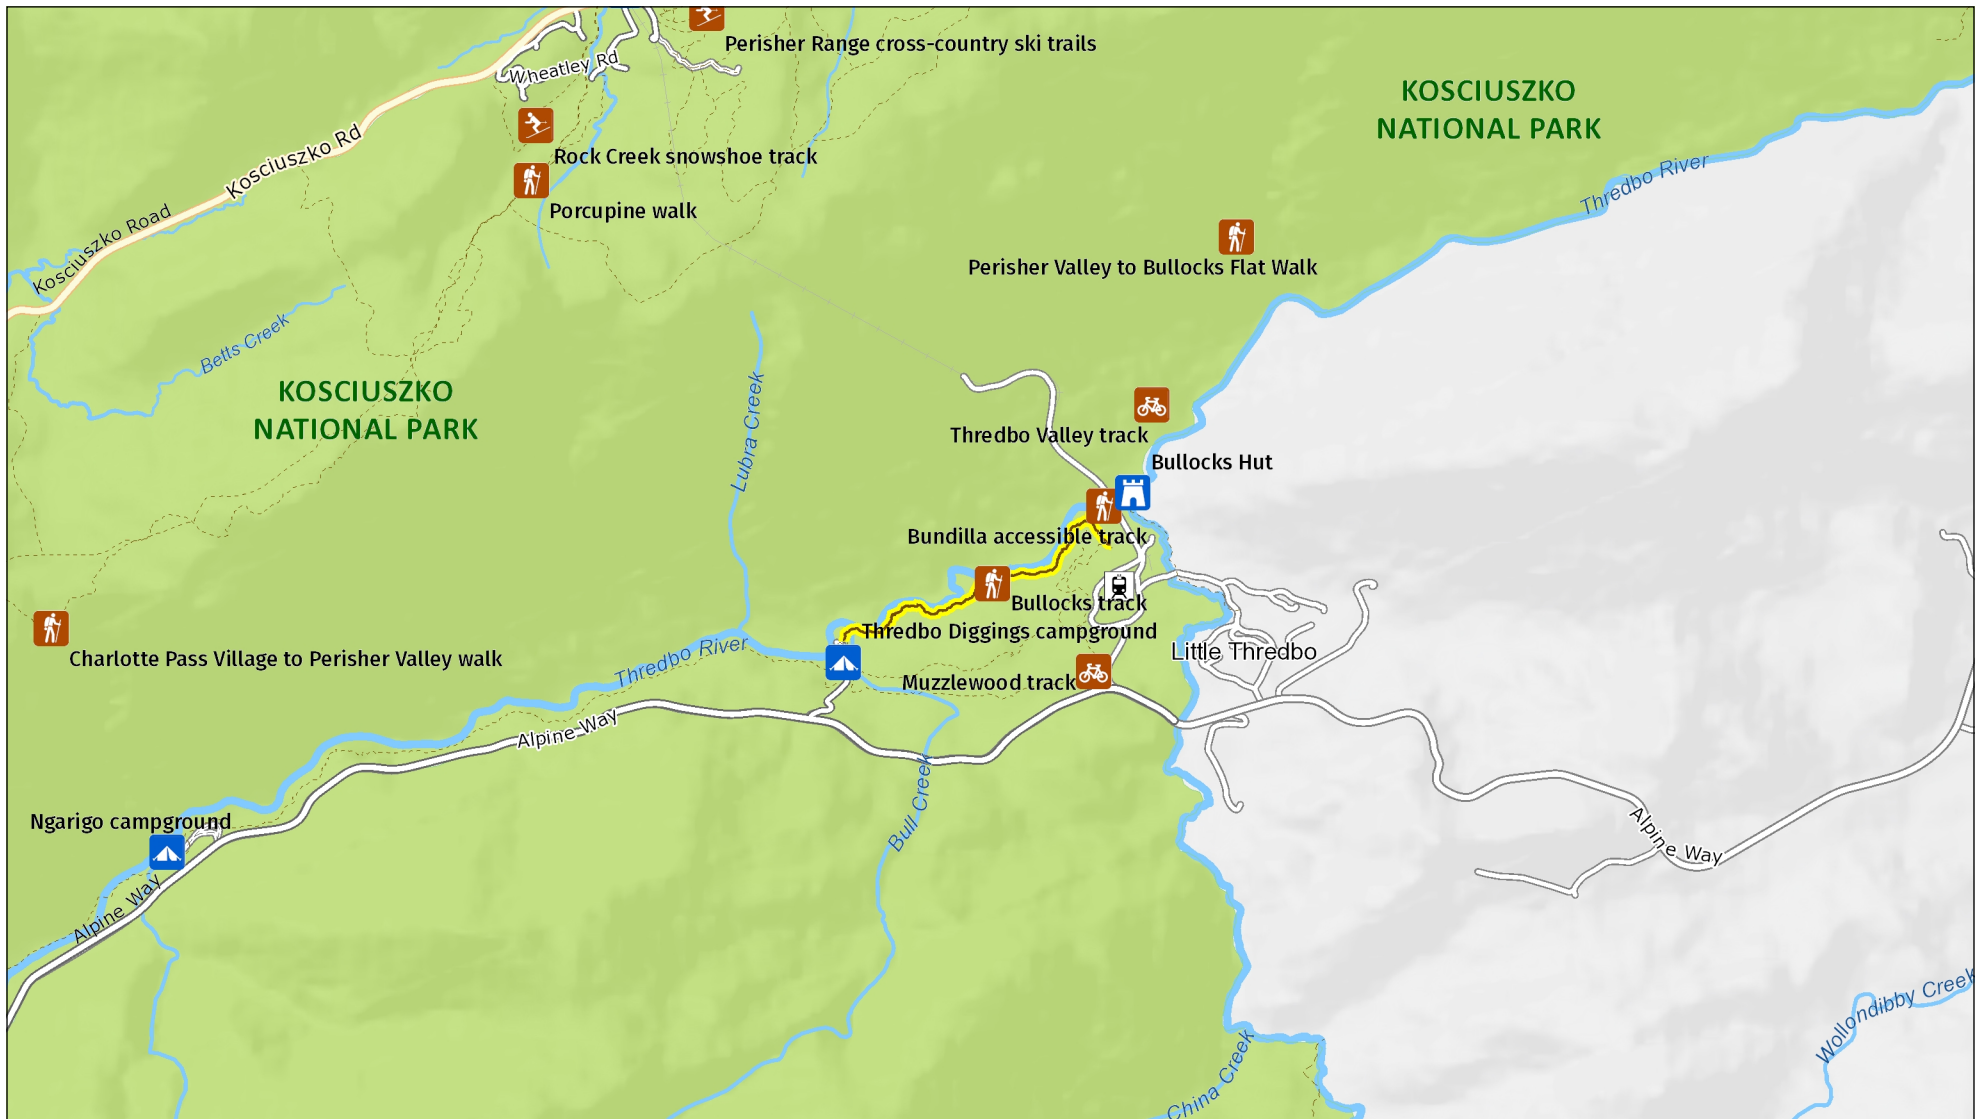 Perisher Range cross-country ski trails
Wheatley Rd
KOSCIUSZKO
NATIONAL PARK
Kosciuszko Rd
Rock Creek snowshoe track
Thredbo River
Porcupine walk
Kosciuszko Road
Perisher Valley to Bullocks Flat Walk
Betts Creek
KOSCIUSZKO
NATIONAL PARK
Lubra Creek
Thredbo Valley track
Bullocks Hut
Bundilla accessible track
Bullocks track
Thredbo Diggings campground
Little Thredbo
Charlotte Pass Village to Perisher Valley walk
Thredbo River
Muzzlewood track
Alpine Way
Bull Creek
Ngarigo campground
Alpine Way
Alpine Way
Wollondibby Creek
China Creek